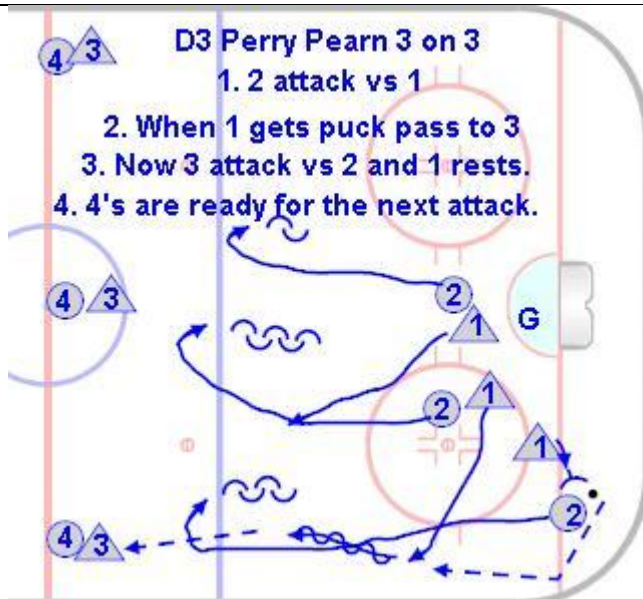 D3 Perry Pearn 3 on 3
4 3
1. 2 attack vs 1
2. When 1 gets puck pass to 3
3. Now 3 attack vs 2 and 1 rests.
4. 4's are ready for the next attack.
2
4 3
1 G
2 1
1
2
4 3